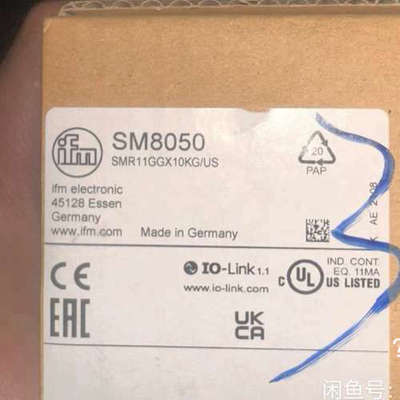 ifm
SM8050
SMR11GGX10KG/US
ifm electronic
45128 Essen
Germany
www.ifm.com
Made in Germany
20
PAP
CE
EAC
IO-Link 1.1
www.io-link.com
UK
CA
C UL US LISTED
IND. CONT.
EQ. 11MA
闲鱼号: